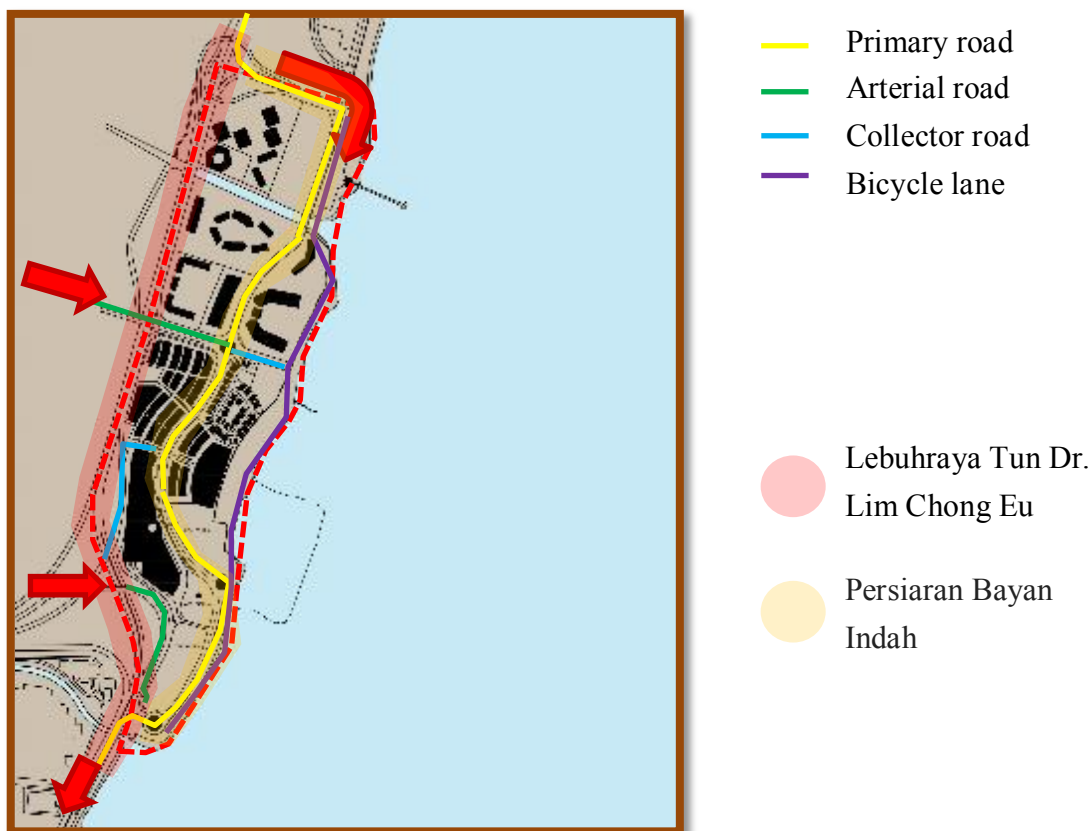 Primary road
Arterial road
Collector road
Bicycle lane
Lebuhraya Tun Dr.
Lim Chong Eu
Persiaran Bayan
Indah